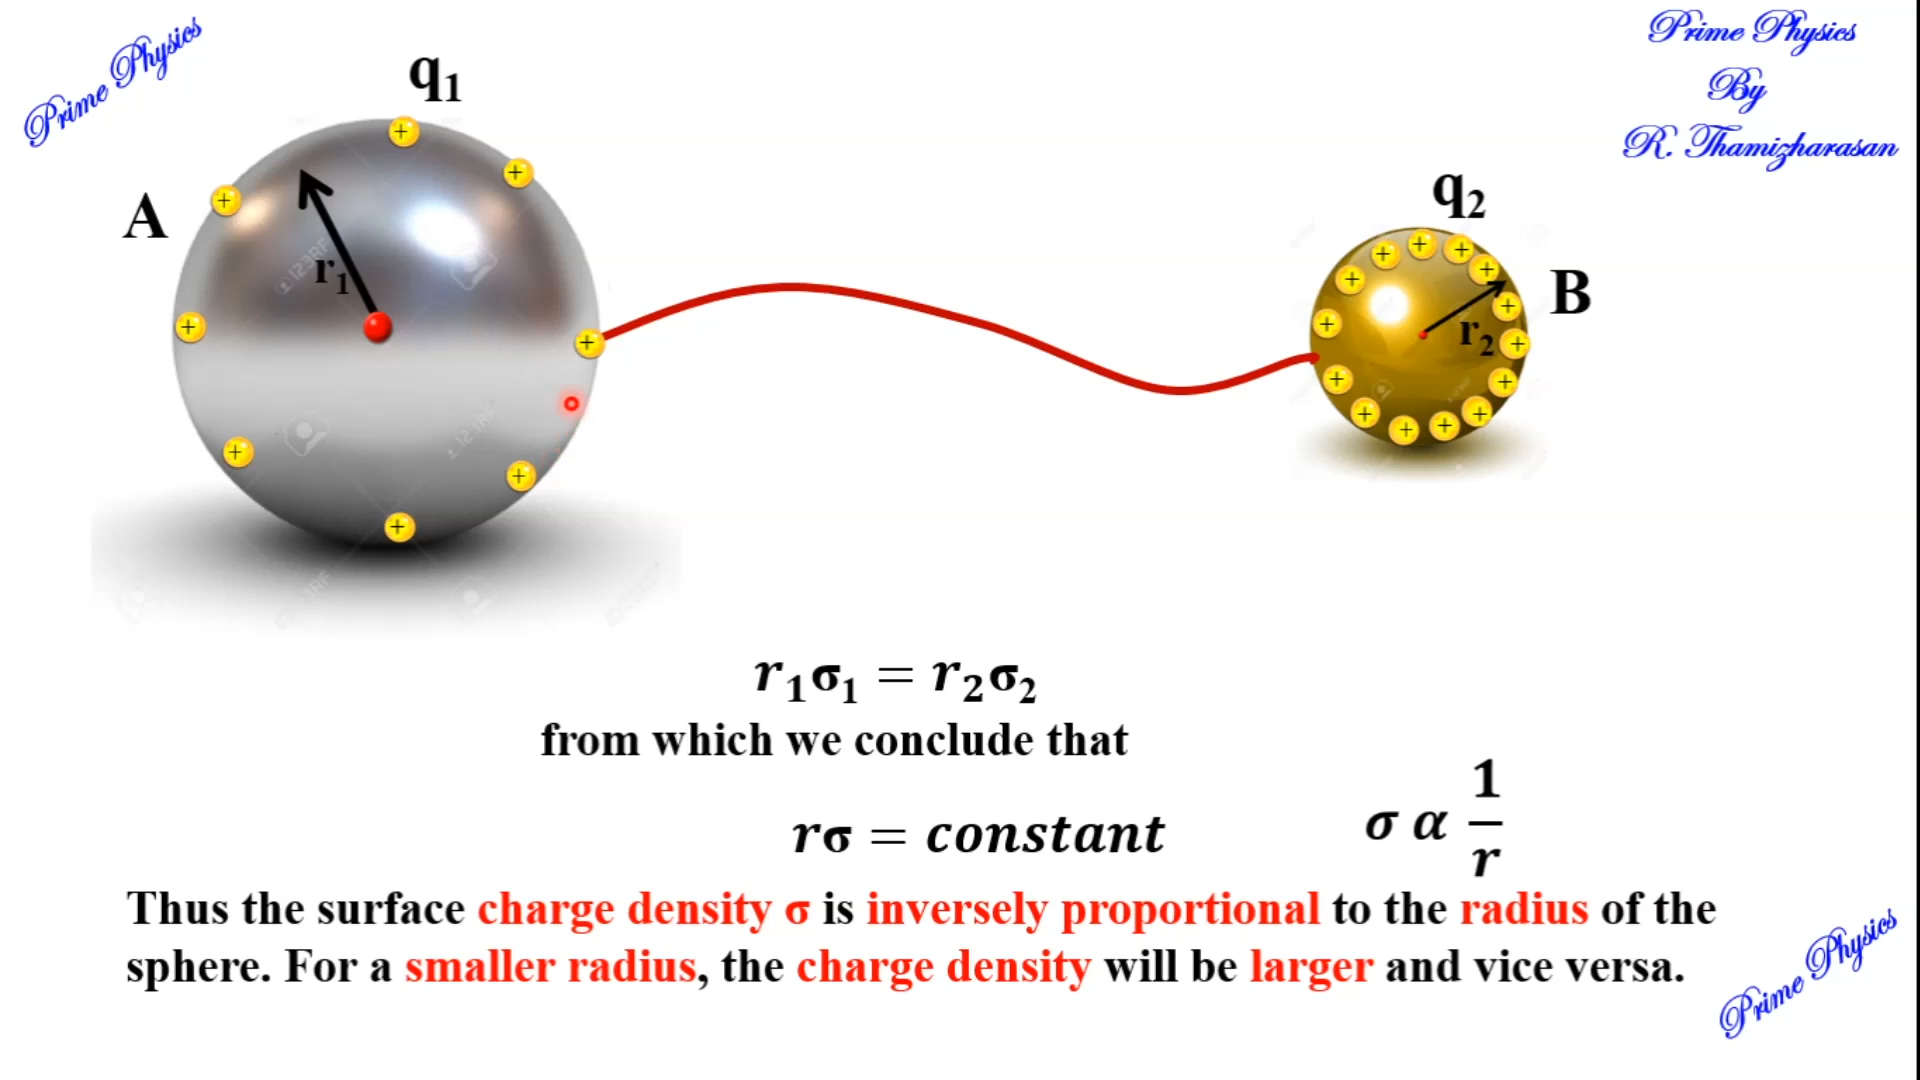 Prime Physics
Prime Physics
By
R. Thamizharasan
q₁
q₂
A
B
r₁
r₂
r₁σ₁ = r₂σ₂
from which we conclude that
rσ = constant
σ α 1/r
Thus the surface charge density σ is inversely proportional to the radius of the
sphere. For a smaller radius, the charge density will be larger and vice versa.
Prime Physics